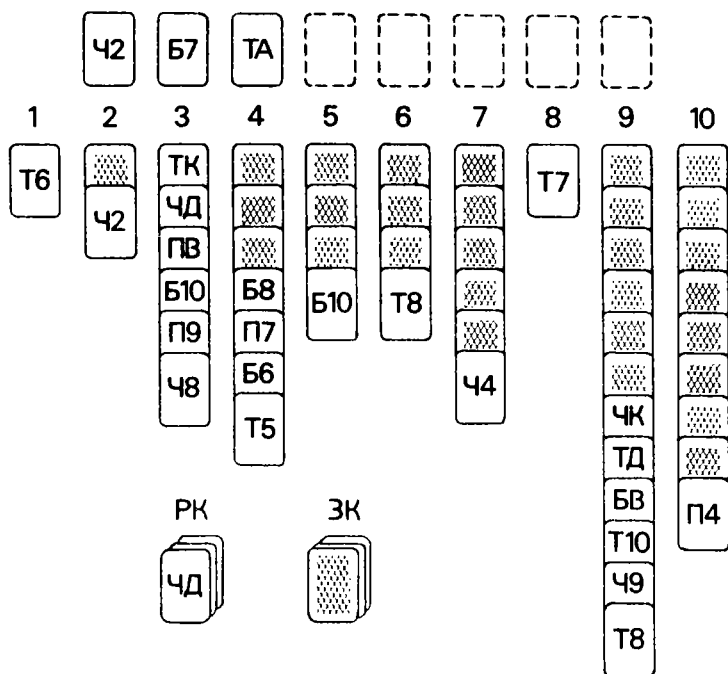 Ч2 Б7 ТА
1 2 3 4 5 6 7 8 9 10
Т6 ТК Т7
Ч2 ЧД
ПВ
Б10 Б8 Б10 Т8
П9 П7
Ч8 Б6 Ч4
Т5 ЧК
ТД
РК ЗК БВ П4
Т10
ЧД Ч9
Т8